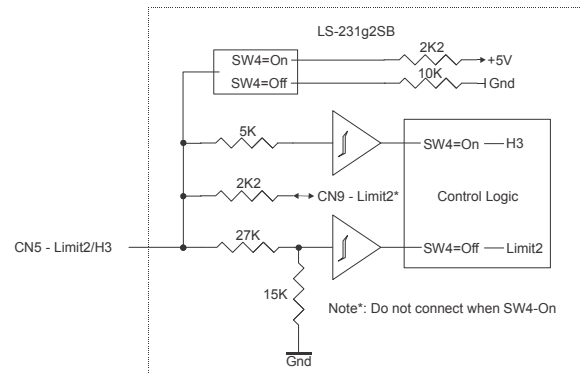 LS-231g2SB
SW4=On
2K2
+5V
SW4=Off
10K
Gnd
5K
SW4=On
H3
2K2
CN9 - Limit2*
Control Logic
CN5 - Limit2/H3
27K
SW4=Off
Limit2
15K
Note*: Do not connect when SW4-On
Gnd